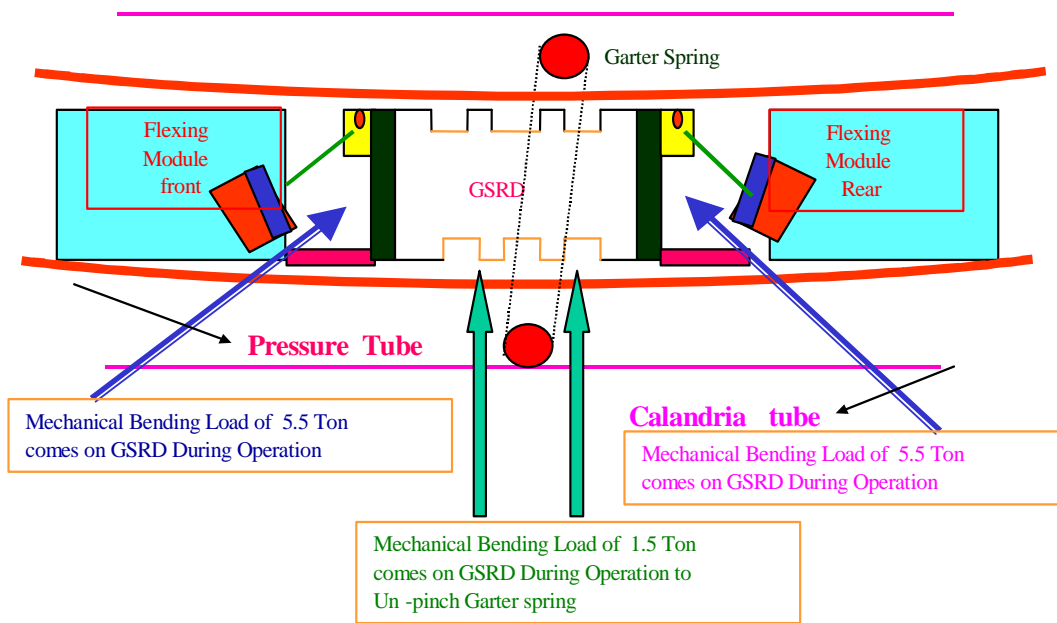 Garter Spring
Flexing
Module
front
GSRD
Flexing
Module
Rear
Pressure Tube
Calandria tube
Mechanical Bending Load of 5.5 Ton
comes on GSRD During Operation
Mechanical Bending Load of 5.5 Ton
comes on GSRD During Operation
Mechanical Bending Load of 1.5 Ton
comes on GSRD During Operation to
Un -pinch Garter spring